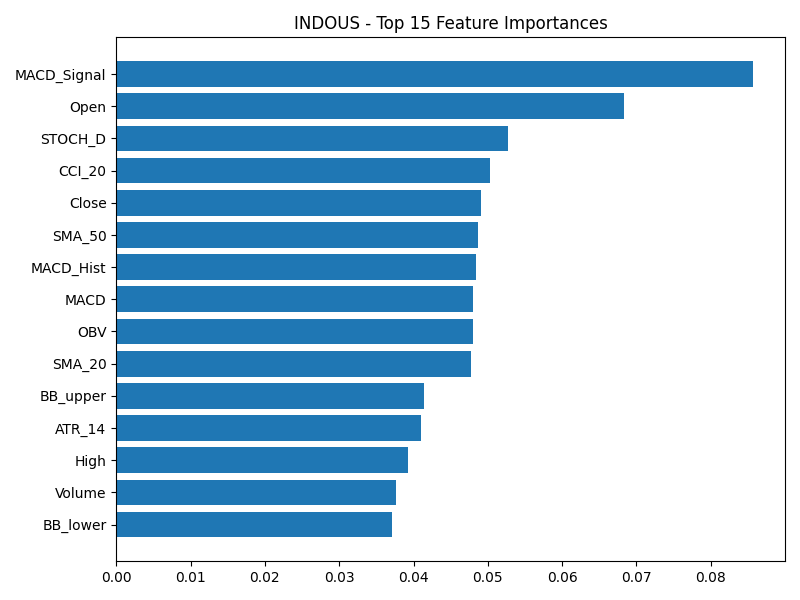 INDOUS - Top 15 Feature Importances
MACD_Signal
Open
STOCH_D
CCI_20
Close
SMA_50
MACD_Hist
MACD
OBV
SMA_20
BB_upper
ATR_14
High
Volume
BB_lower
0.00 0.01 0.02 0.03 0.04 0.05 0.06 0.07 0.08